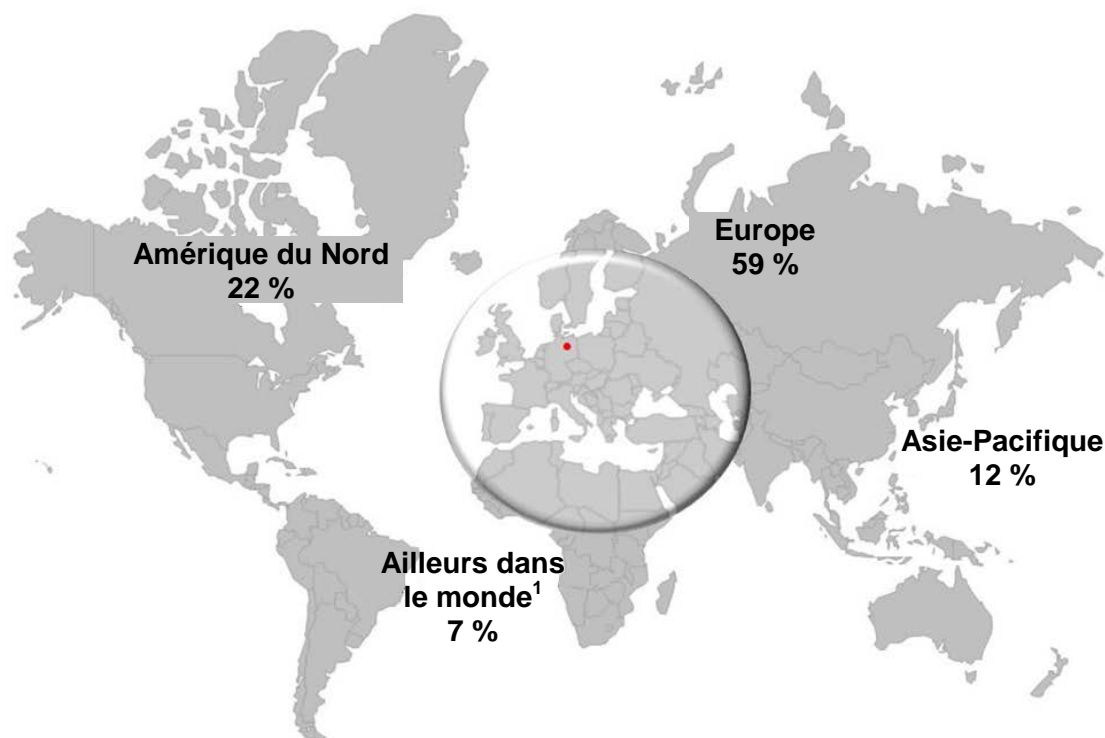 Amérique du Nord
22 %
Europe
59 %
Asie-Pacifique
12 %
Ailleurs dans
le monde¹
7 %